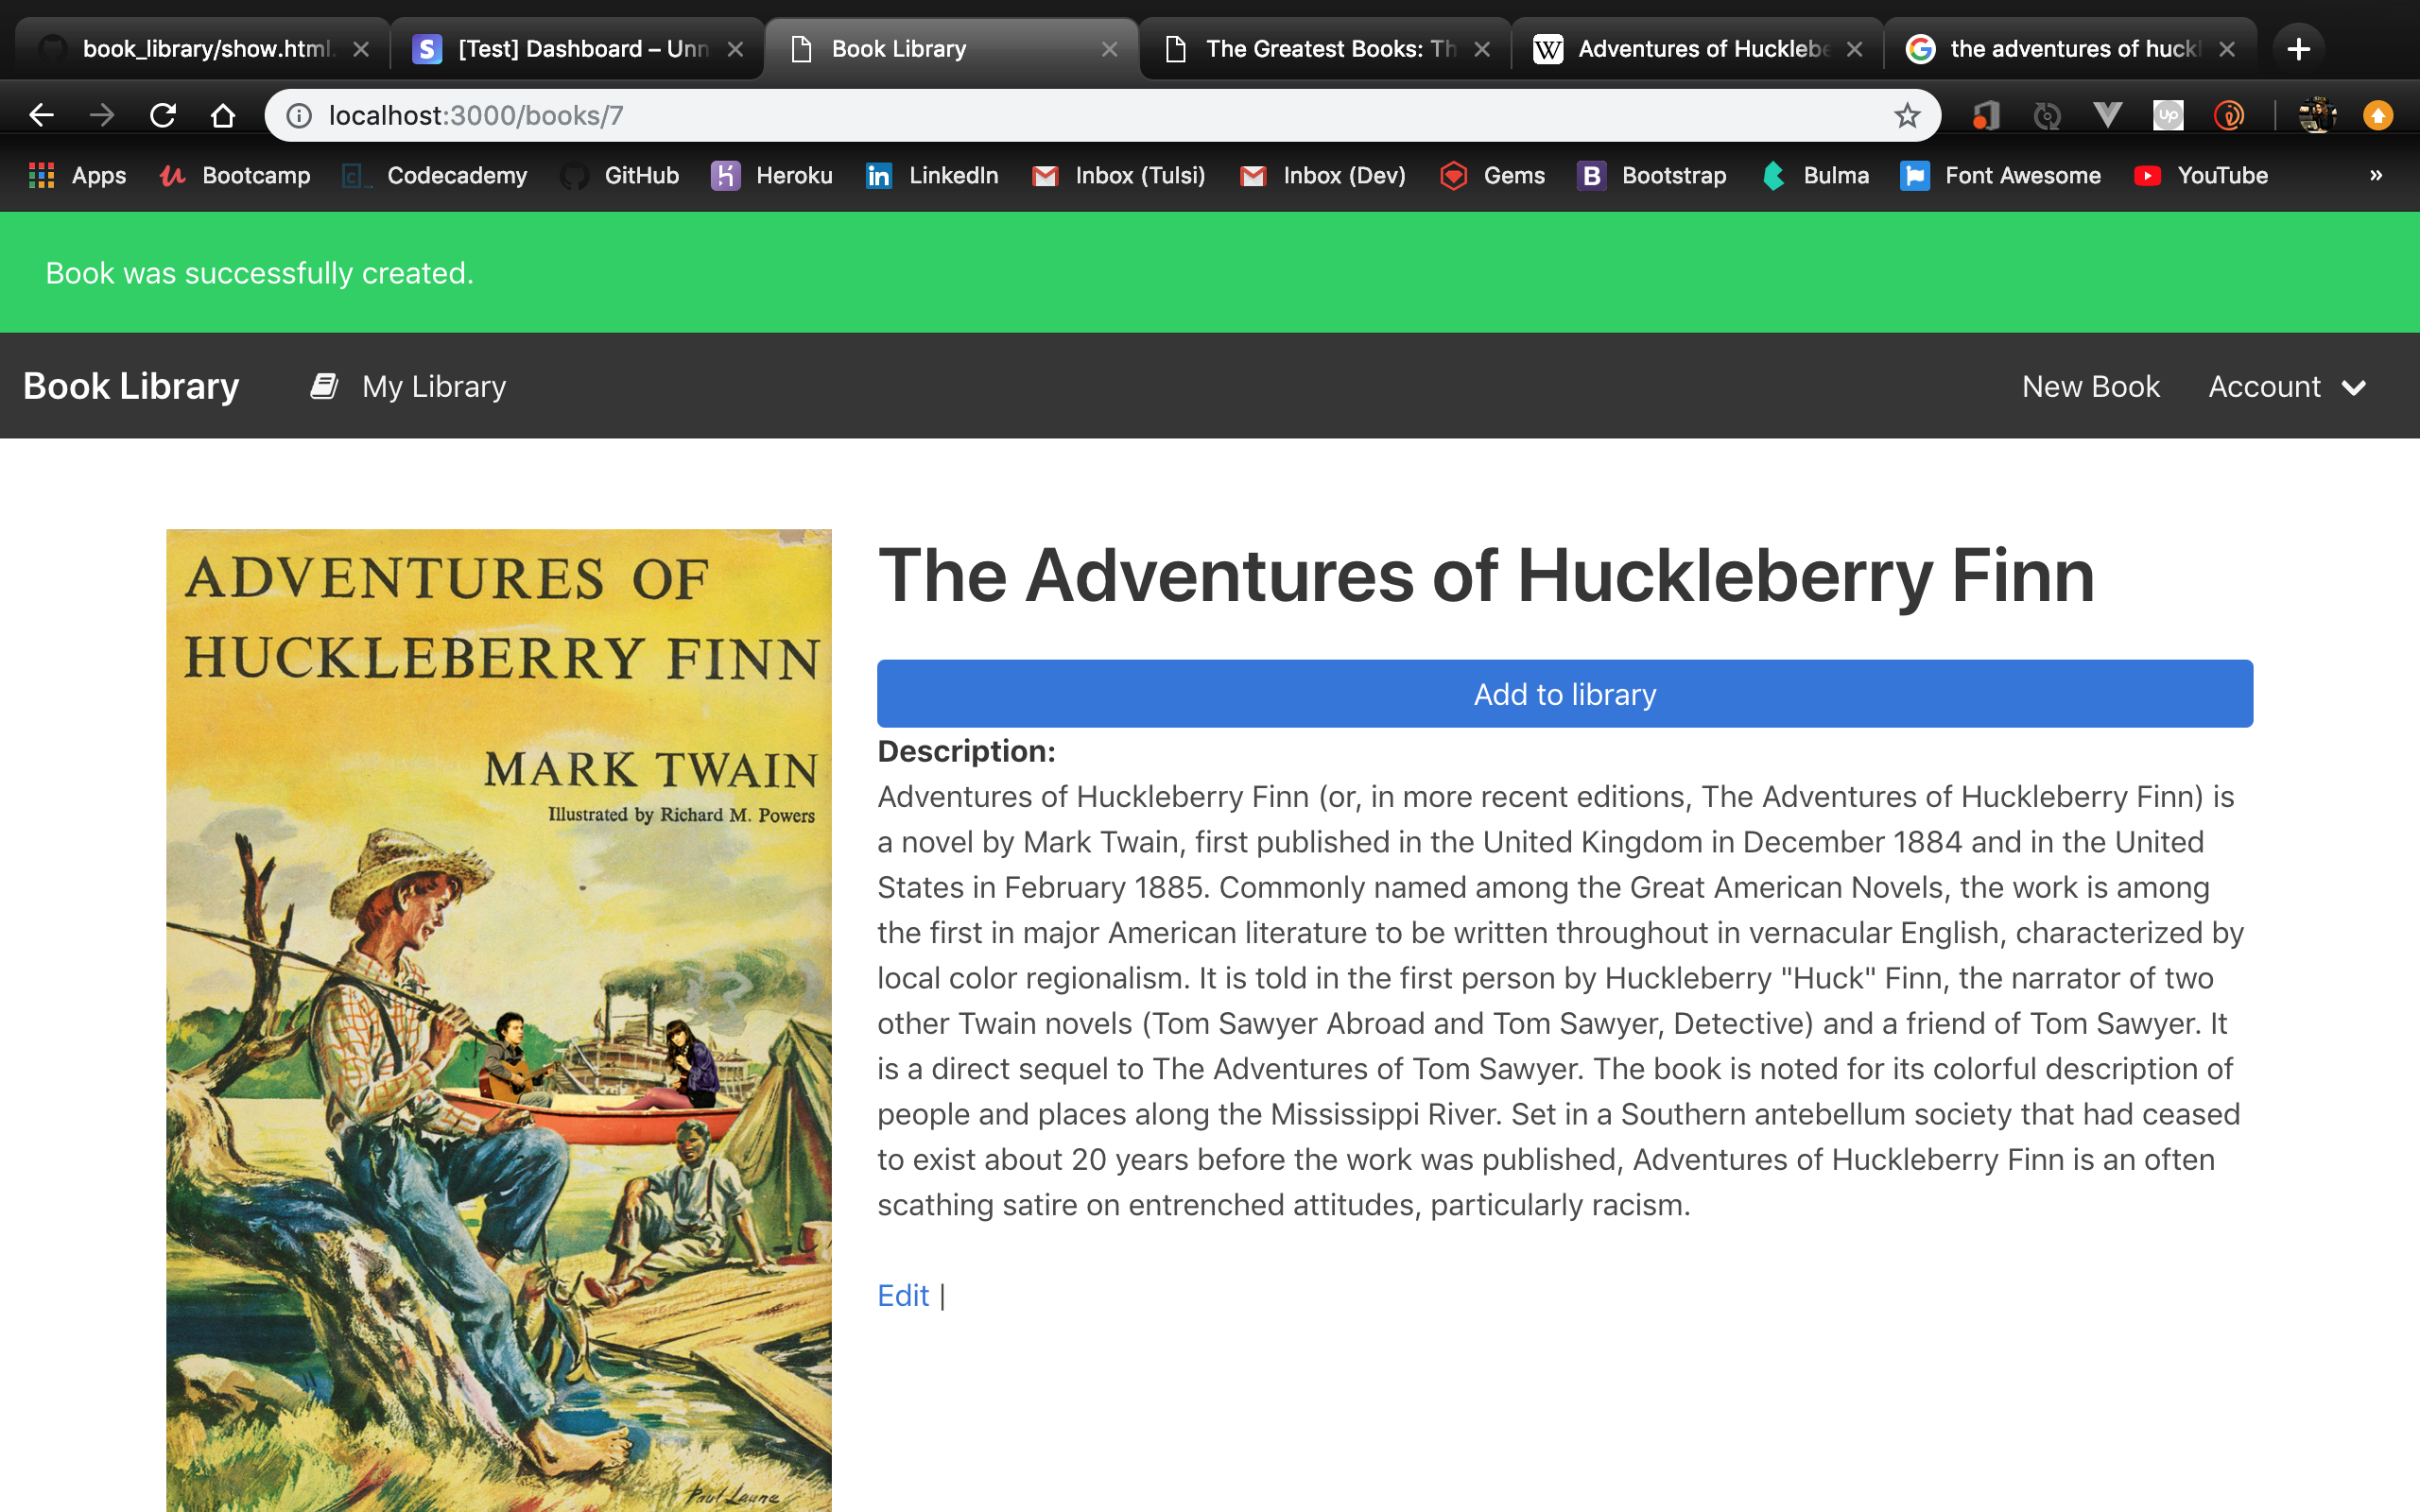 book_library/show.html.
[Test] Dashboard – Unn
Book Library
The Greatest Books: Th
Adventures of Hucklebe
the adventures of huckl
localhost:3000/books/7
Apps
Bootcamp
Codecademy
GitHub
Heroku
LinkedIn
Inbox (Tulsi)
Inbox (Dev)
Gems
B
Bootstrap
Bulma
Font Awesome
YouTube
»
Book was successfully created.
Book Library
My Library
New Book
Account
ADVENTURES OF
HUCKLEBERRY FINN
MARK TWAIN
Illustrated by Richard M. Powers
The Adventures of Huckleberry Finn
Add to library
Description:
Adventures of Huckleberry Finn (or, in more recent editions, The Adventures of Huckleberry Finn) is
a novel by Mark Twain, first published in the United Kingdom in December 1884 and in the United
States in February 1885. Commonly named among the Great American Novels, the work is among
the first in major American literature to be written throughout in vernacular English, characterized by
local color regionalism. It is told in the first person by Huckleberry "Huck" Finn, the narrator of two
other Twain novels (Tom Sawyer Abroad and Tom Sawyer, Detective) and a friend of Tom Sawyer. It
is a direct sequel to The Adventures of Tom Sawyer. The book is noted for its colorful description of
people and places along the Mississippi River. Set in a Southern antebellum society that had ceased
to exist about 20 years before the work was published, Adventures of Huckleberry Finn is an often
scathing satire on entrenched attitudes, particularly racism.
Edit |